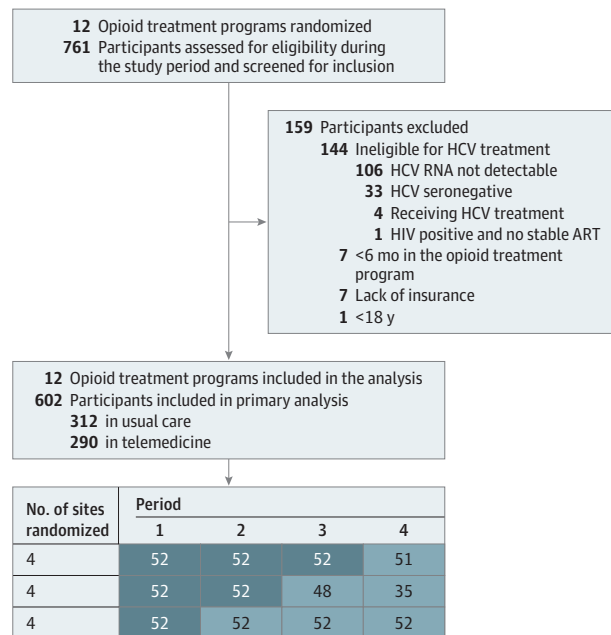 12 Opioid treatment programs randomized
761 Participants assessed for eligibility during
the study period and screened for inclusion
159 Participants excluded
144 Ineligible for HCV treatment
106 HCV RNA not detectable
33 HCV seronegative
4 Receiving HCV treatment
1 HIV positive and no stable ART
7 <6 mo in the opioid treatment
program
7 Lack of insurance
1 <18 y
12 Opioid treatment programs included in the analysis
602 Participants included in primary analysis
312 in usual care
290 in telemedicine
No. of sites
randomized
Period
1 2 3 4
4 52 52 52 51
4 52 52 48 35
4 52 52 52 52